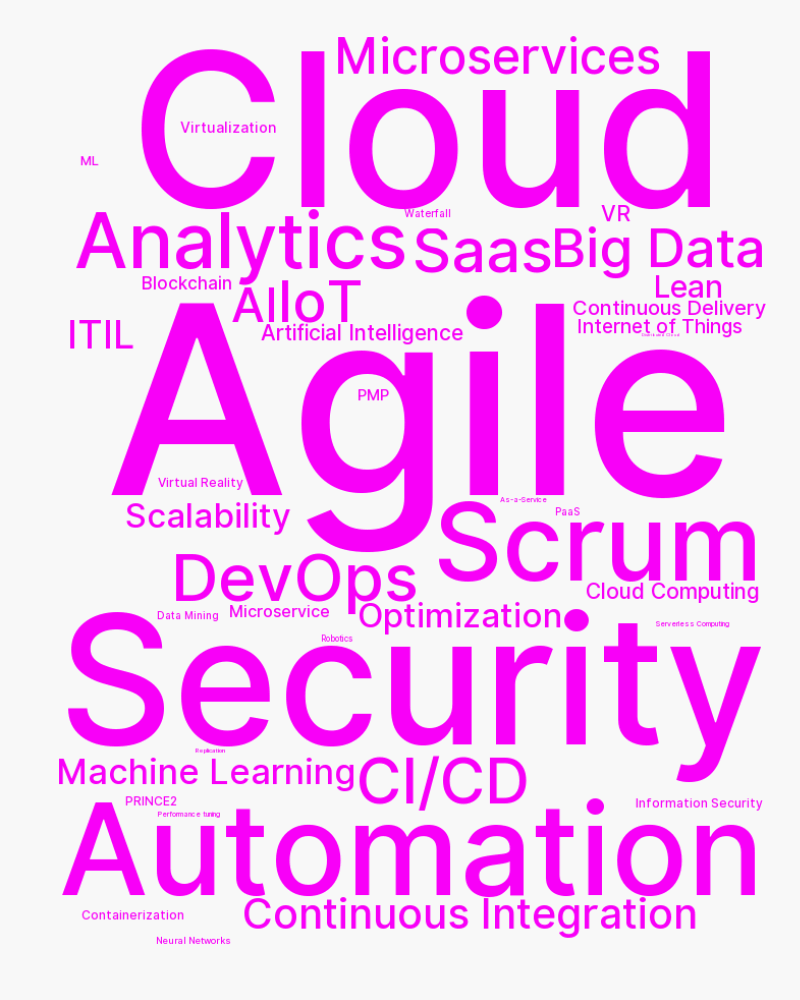 Microservices
Cloud
Virtualization
ML
Waterfall
VR
Analytics
Saas
Big Data
Blockchain
AIIoT
Lean
Continuous Delivery
ITIL
Artificial Intelligence
Internet of Things
Agile
PMP
Virtual Reality
As-a-Service
Scalability
PaaS
Scrum
DevOps
Cloud Computing
Data Mining
Microservice
Optimization
Serverless Computing
Robotics
Security
Replication
Machine Learning
CI/CD
PRINCE2
Information Security
Performance tuning
Automation
Containerization
Continuous Integration
Neural Networks